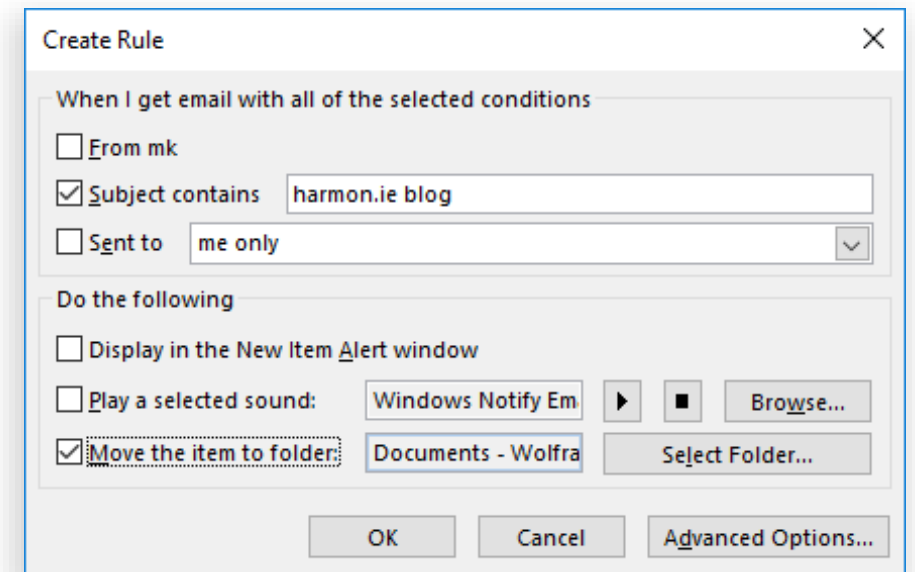 Create Rule
When I get email with all of the selected conditions
From mk
Subject contains harmon.ie blog
Sent to me only
Do the following
Display in the New Item Alert window
Play a selected sound: Windows Notify Em Browse...
Move the item to folder: Documents - Wolfra Select Folder...
OK Cancel Advanced Options...